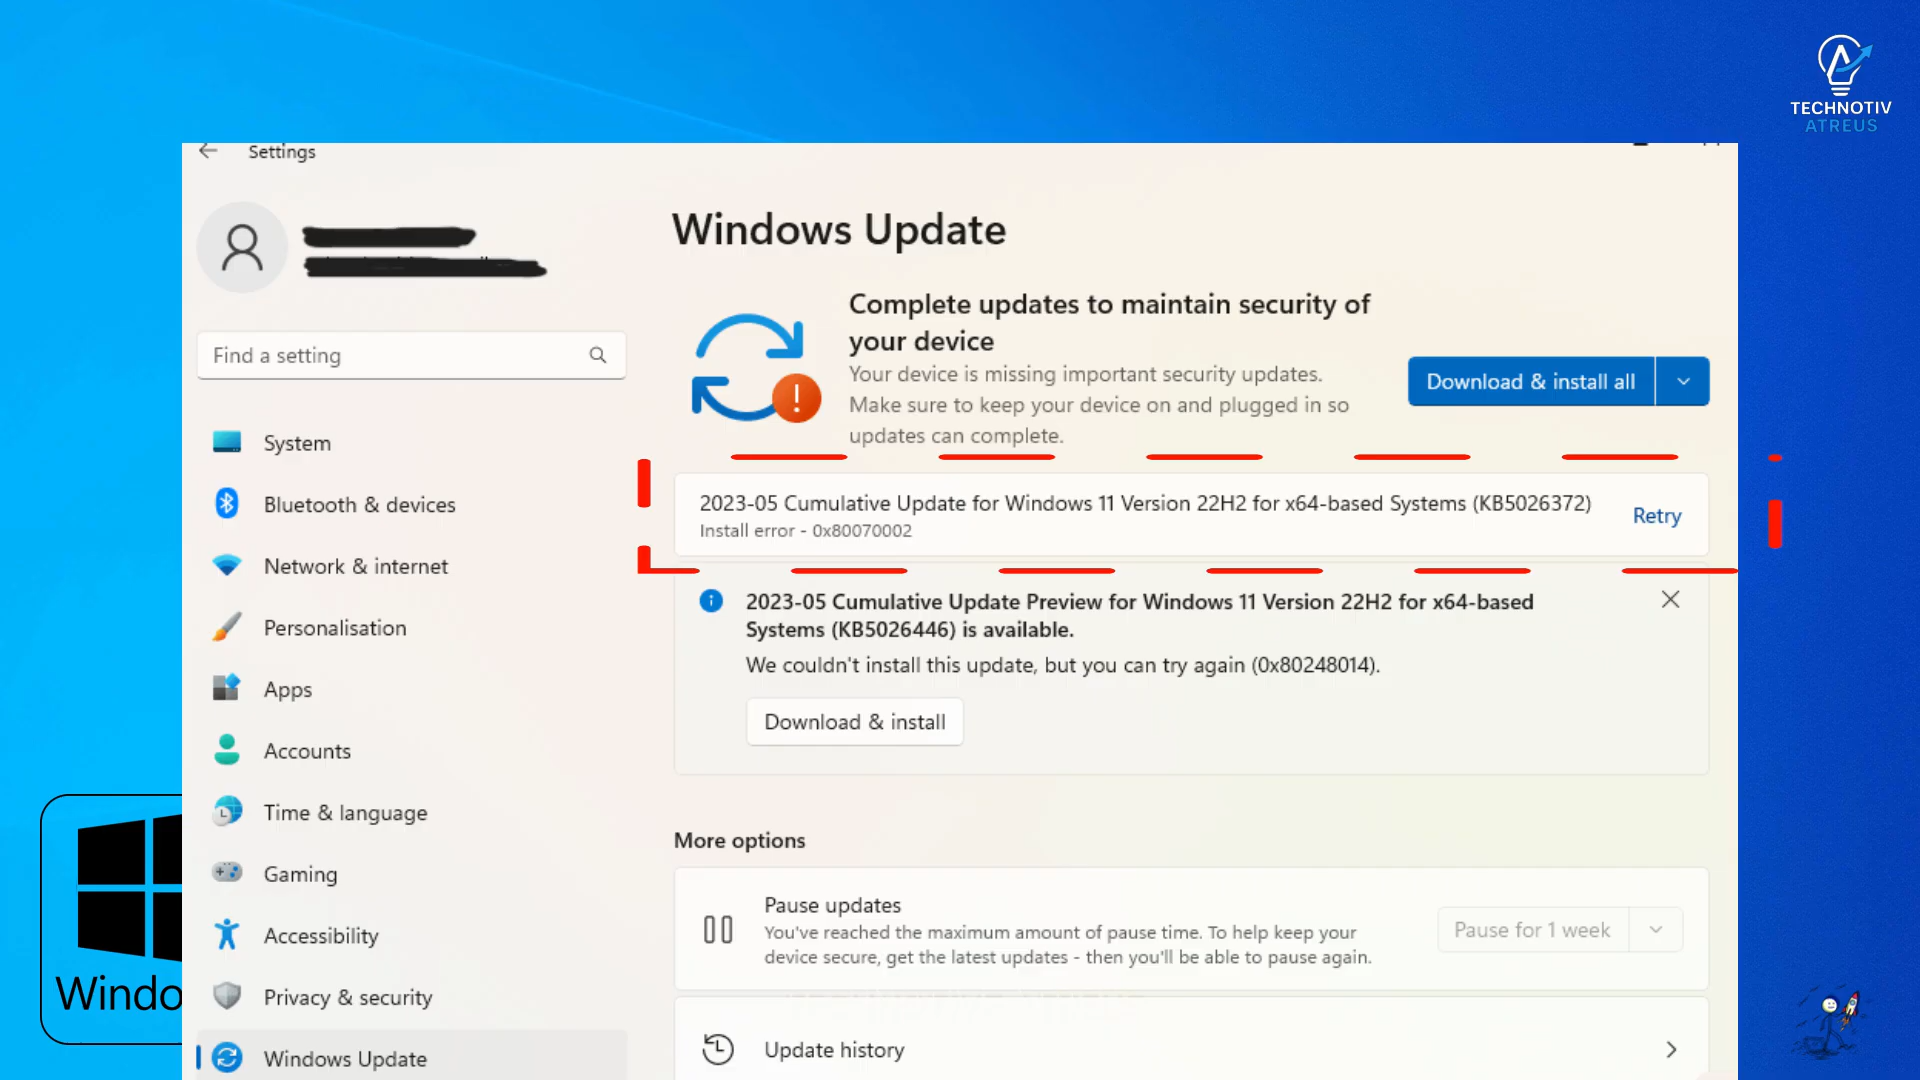 TECHNOTIV
ATREUS
Settings
Windows Update
Complete updates to maintain security of
your device
Your device is missing important security updates.
Make sure to keep your device on and plugged in so
updates can complete.
Download & install all
Find a setting
System
Bluetooth & devices
Network & internet
Personalisation
Apps
Accounts
Time & language
Gaming
Accessibility
Privacy & security
Windows Update
2023-05 Cumulative Update for Windows 11 Version 22H2 for x64-based Systems (KB5026372)
Install error - 0x80070002
Retry
2023-05 Cumulative Update Preview for Windows 11 Version 22H2 for x64-based
Systems (KB5026446) is available.
We couldn't install this update, but you can try again (0x80248014).
Download & install
More options
Pause updates
You've reached the maximum amount of pause time. To help keep your
device secure, get the latest updates - then you'll be able to pause again.
Pause for 1 week
Update history
Windo